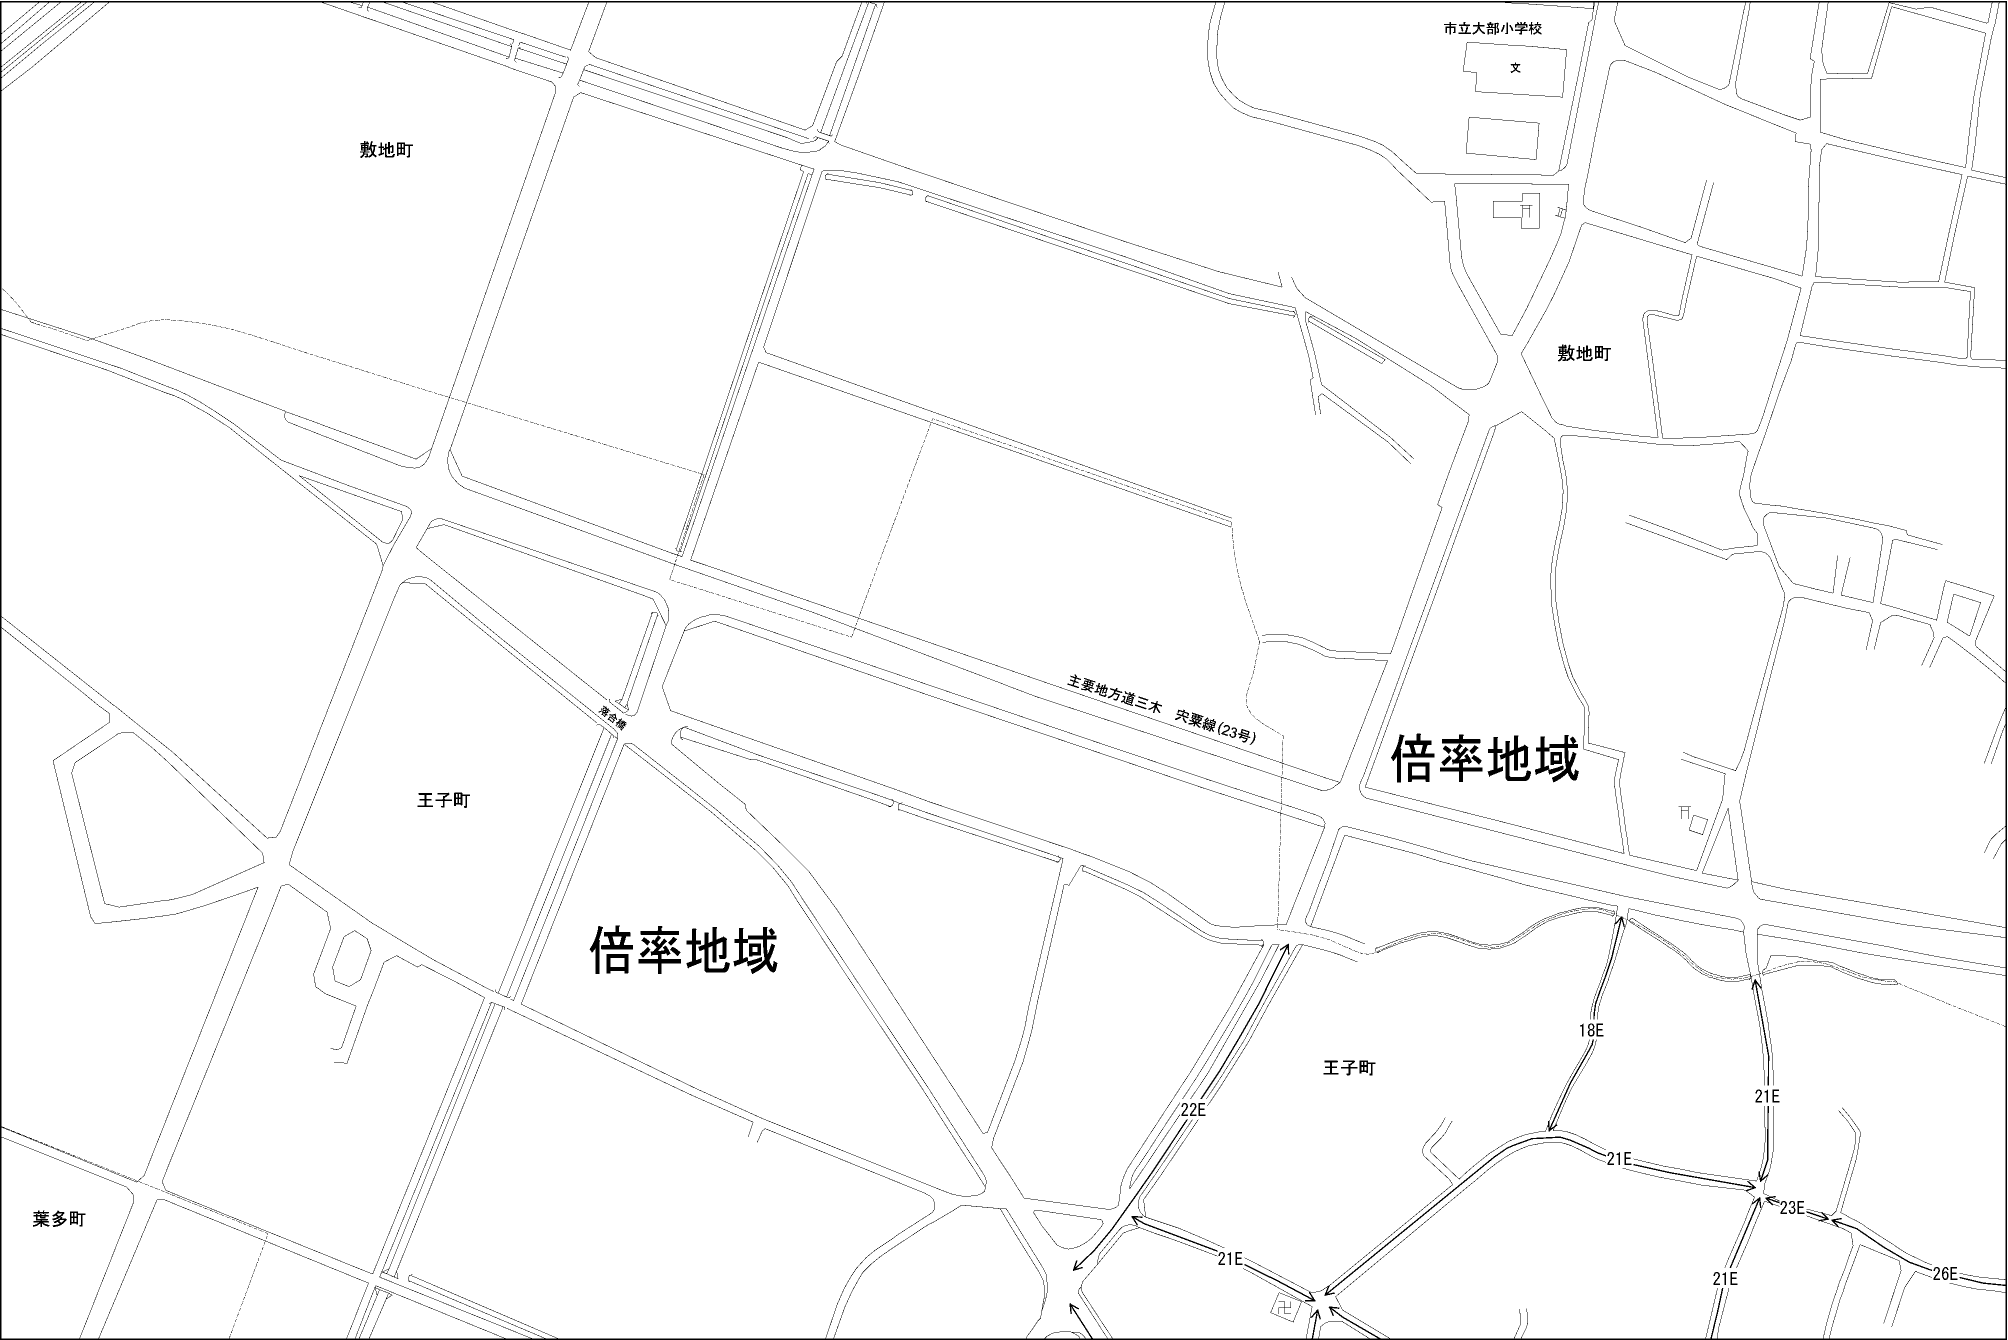 市立大部小学校
文
敷地町
敷地町
主要地方道三木　宍粟線(23号)
落合橋
倍率地域
王子町
倍率地域
18E
王子町
21E
22E
21E
23E
葉多町
21E
26E
21E